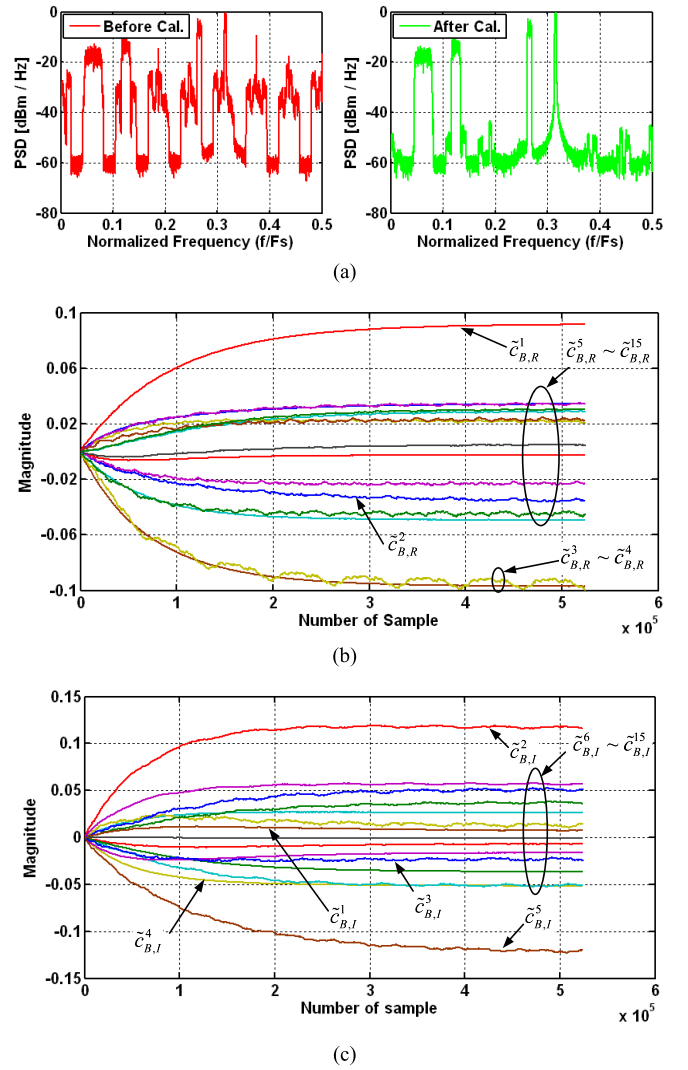 Before Cal.
PSD [dBm / Hz]
0
-20
-40
-60
-80
0 0.1 0.2 0.3 0.4 0.5
Normalized Frequency (f/Fs)
After Cal.
PSD [dBm / Hz]
0
-20
-40
-60
-80
0 0.1 0.2 0.3 0.4 0.5
Normalized Frequency (f/Fs)
(a)
Magnitude
0.1
0.06
0.02
-0.02
-0.06
-0.1
c̃¹B,R
c̃⁵B,R ~ c̃¹⁵B,R
c̃²B,R
c̃³B,R ~ c̃⁴B,R
0 1 2 3 4 5 6
Number of Sample
x 10⁵
(b)
Magnitude
0.15
0.1
0.05
0
-0.05
-0.1
-0.15
c̃²B,I
c̃⁶B,I ~ c̃¹⁵B,I
c̃⁴B,I
c̃¹B,I
c̃³B,I
c̃⁵B,I
0 1 2 3 4 5 6
Number of sample
x 10⁵
(c)